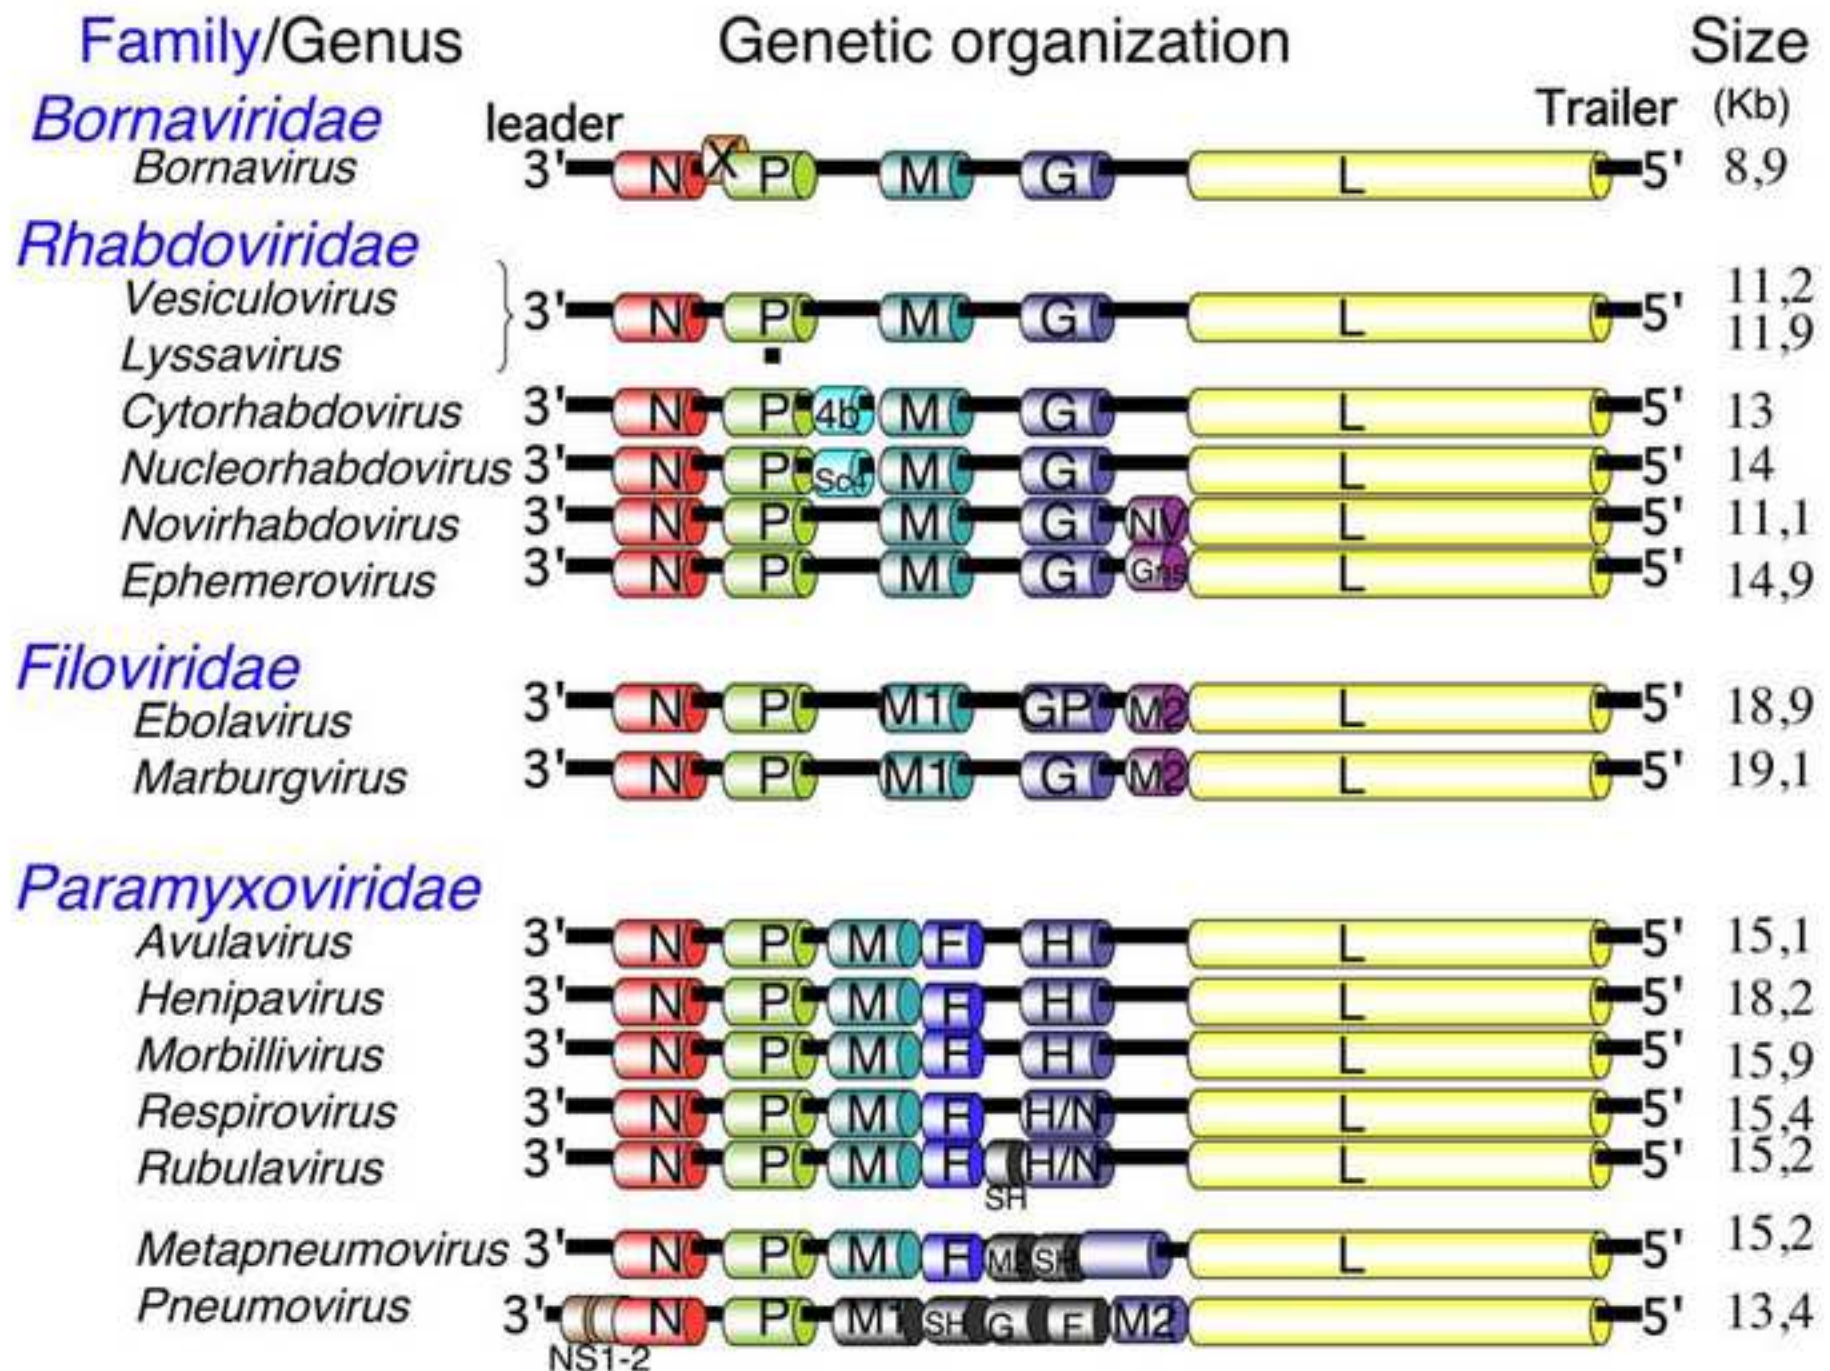 Family/Genus Genetic organization Size
Bornaviridae leader Trailer (Kb)
Bornavirus 3' N X P M G L 5' 8,9
Rhabdoviridae
Vesiculovirus 11,2
3' N P M G L 5'
Lyssavirus 11,9
Cytorhabdovirus 3' N P 4b M G L 5' 13
Nucleorhabdovirus 3' N P Sc4 M G L 5' 14
Novirhabdovirus 3' N P M G NV L 5' 11,1
Ephemerovirus 3' N P M G Gns L 5' 14,9
Filoviridae
Ebolavirus 3' N P M1 GP M2 L 5' 18,9
Marburgvirus 3' N P M1 G M2 L 5' 19,1
Paramyxoviridae
Avulavirus 3' N P M F H L 5' 15,1
Henipavirus 3' N P M F H L 5' 18,2
Morbillivirus 3' N P M F H L 5' 15,9
Respirovirus 3' N P M F H/N L 5' 15,4
Rubulavirus 3' N P M F H/N L 5' 15,2
SH
Metapneumovirus 3' N P M F M2 SH L 5' 15,2
Pneumovirus 3' N P M1 SH G F M2 5' 13,4
NS1-2